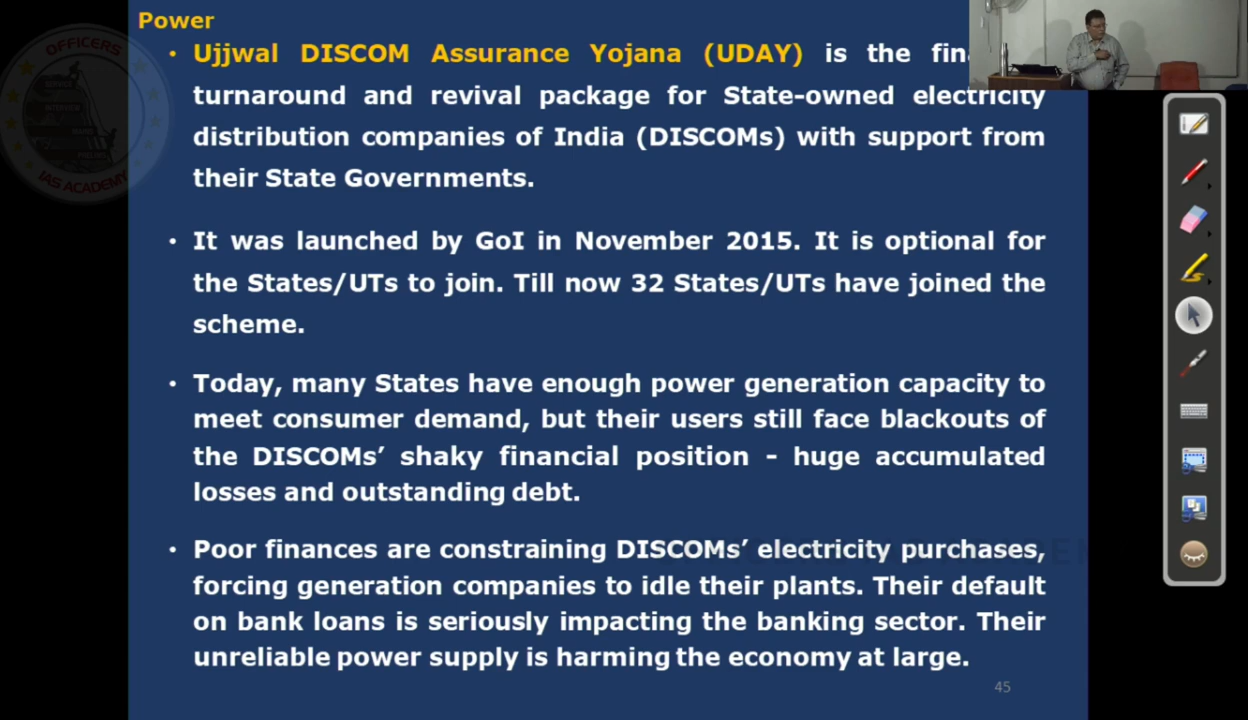 Power
OFFICERS
IAS ACADEMY
• Ujjwal DISCOM Assurance Yojana (UDAY) is the
turnaround and revival package for State-owned electricity
distribution companies of India (DISCOMs) with support from
their State Governments.
• It was launched by GoI in November 2015. It is optional for
the States/UTs to join. Till now 32 States/UTs have joined the
scheme.
• Today, many States have enough power generation capacity to
meet consumer demand, but their users still face blackouts of
the DISCOMs’ shaky financial position - huge accumulated
losses and outstanding debt.
• Poor finances are constraining DISCOMs’ electricity purchases,
forcing generation companies to idle their plants. Their default
on bank loans is seriously impacting the banking sector. Their
unreliable power supply is harming the economy at large.
45